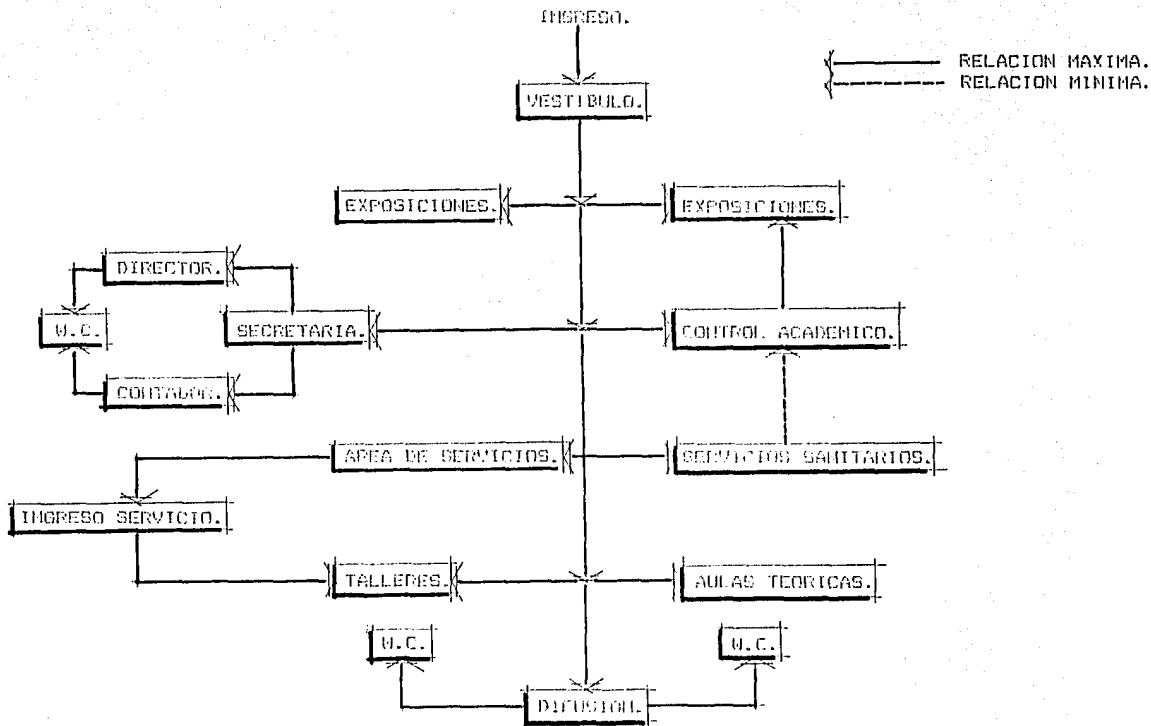 INGRESO.
RELACION MAXIMA.
RELACION MINIMA.
VESTIBULO.
EXPOSICIONES.
EXPOSICIONES.
DIRECTOR.
W.C.
SECRETARIA.
CONTROL ACADEMICO.
CONTADOR.
AREA DE SERVICIOS.
SERVICIOS SANITARIOS.
INGRESO SERVICIO.
TALLERES.
AULAS TEORICAS.
W.C.
W.C.
DIFUSION.